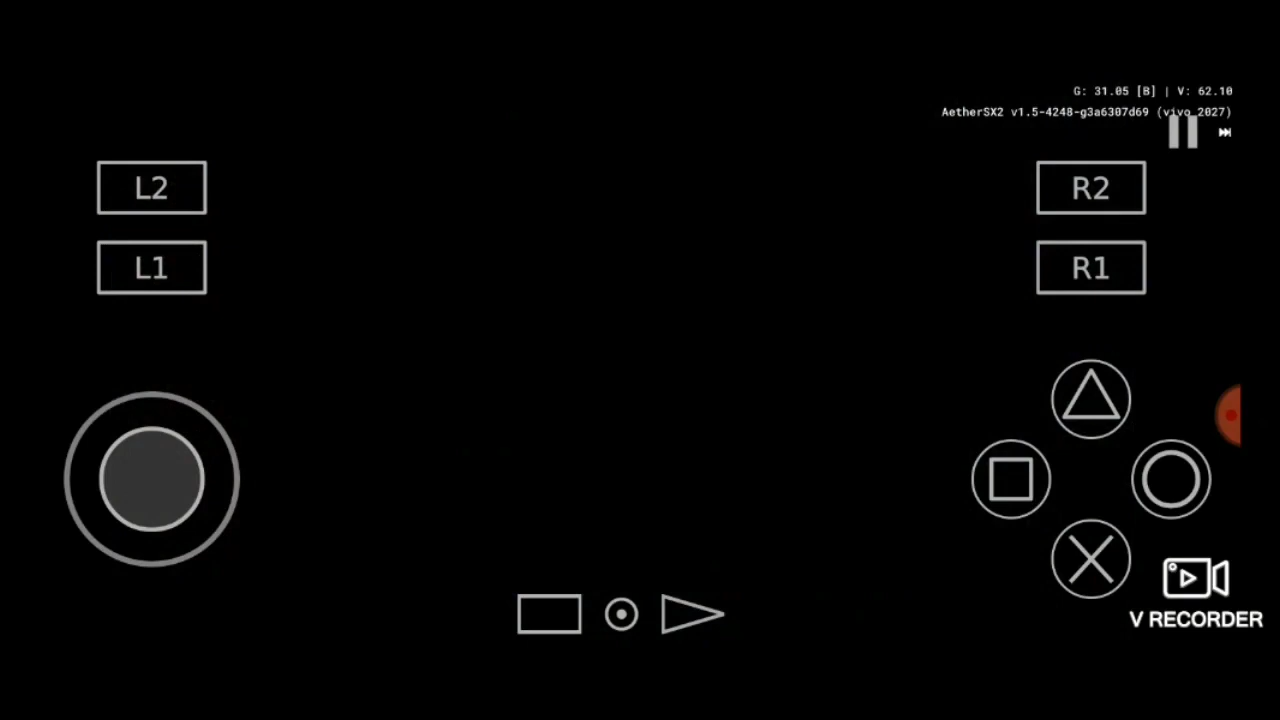 G: 31.05 [B] | V: 62.10
AetherSX2 v1.5-4248-g3a6307d69 (vivo 2027)
L2
R2
L1
R1
V RECORDER